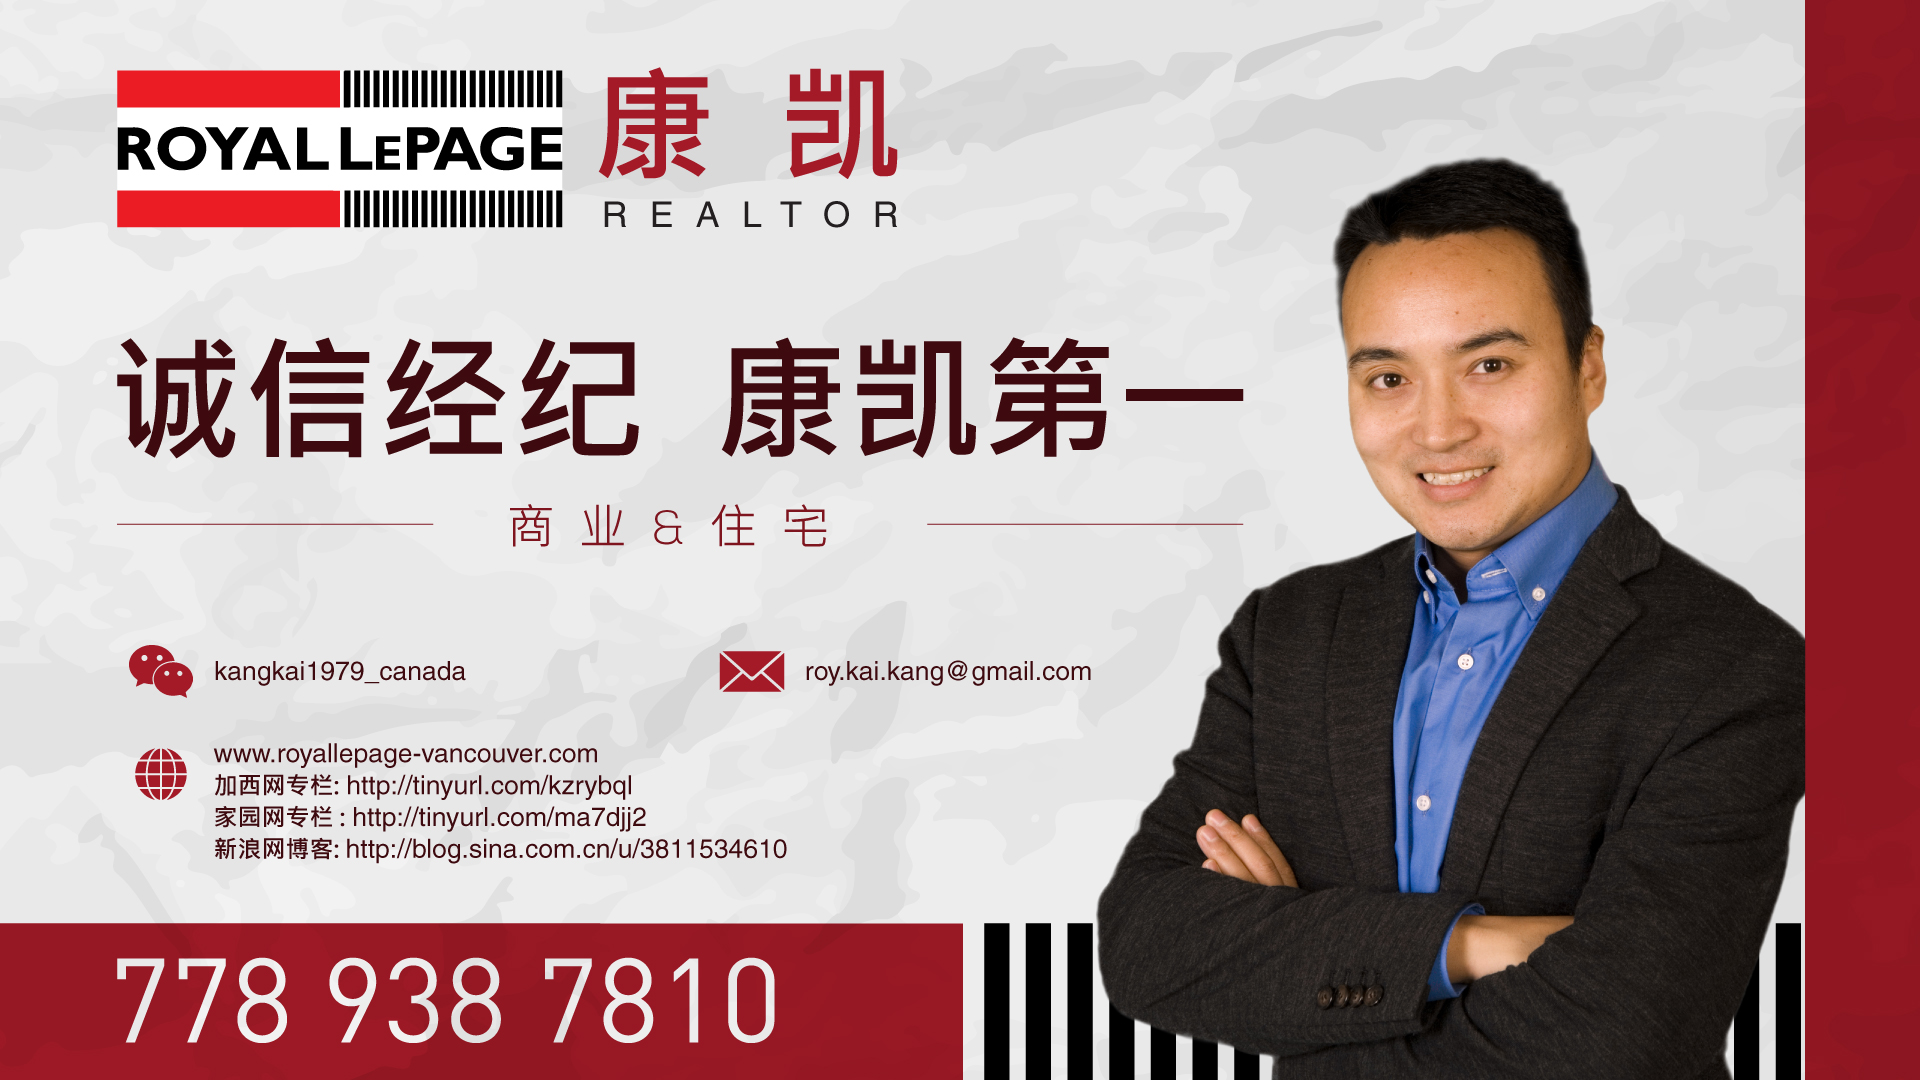 ROYAL LEPAGE
康凯
REALTOR
诚信经纪 康凯第一
商业&住宅
kangkai1979_canada
roy.kai.kang@gmail.com
www.royallepage-vancouver.com
加西网专栏: http://tinyurl.com/kzrybql
家园网专栏 : http://tinyurl.com/ma7djj2
新浪网博客: http://blog.sina.com.cn/u/3811534610
778 938 7810